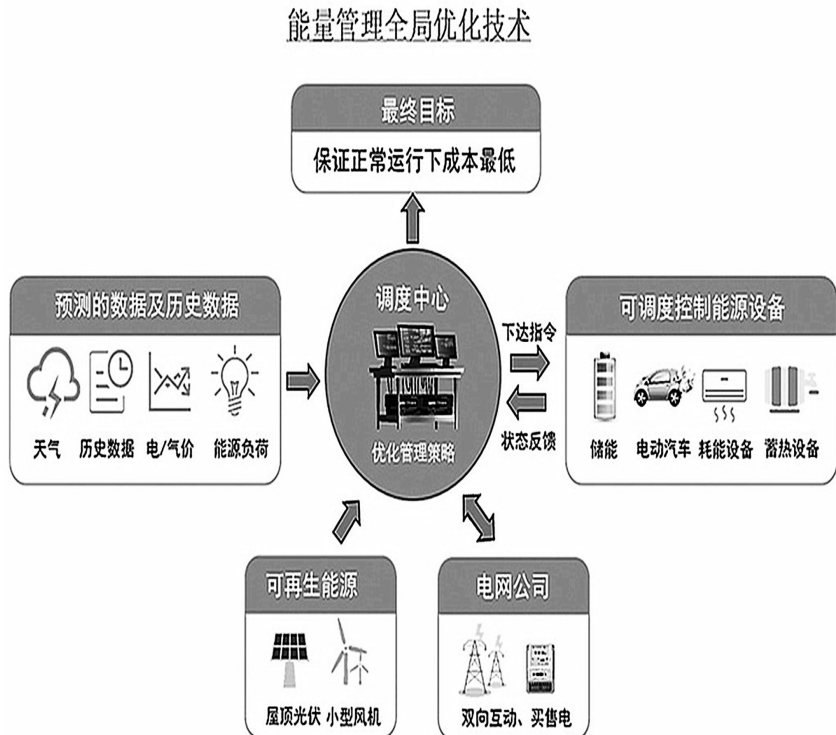 能量管理全局优化技术
最终目标
保证正常运行下成本最低
预测的数据及历史数据
天气 历史数据 电/气价 能源负荷
调度中心
优化管理策略
下达指令
状态反馈
可调度控制能源设备
储能 电动汽车 耗能设备 蓄热设备
可再生能源
屋顶光伏 小型风机
电网公司
双向互动、买售电